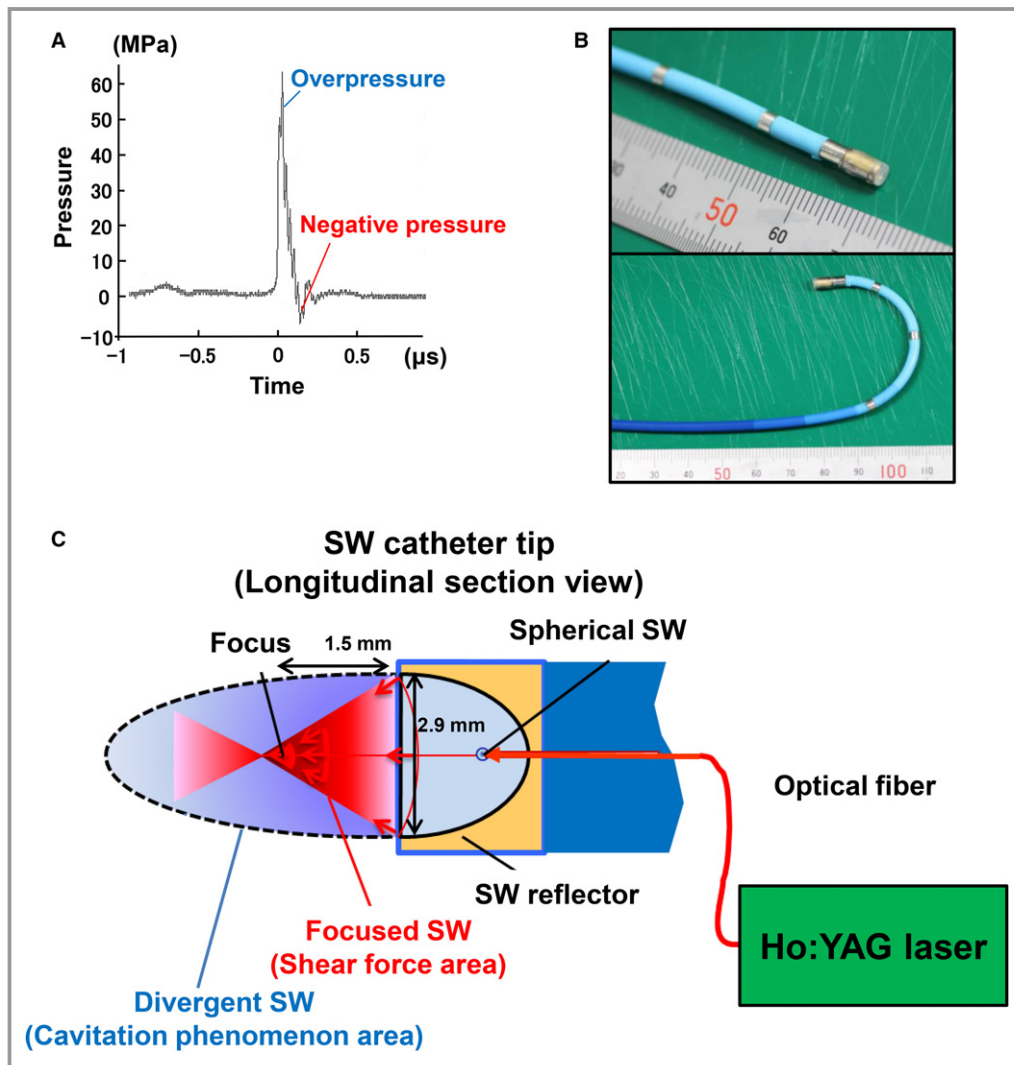 A
(MPa)
60
50
40
30
20
10
0
−10
Pressure
Overpressure
Negative pressure
−1
−0.5
0
0.5
(μs)
Time
B
40
50
60
20
30
40
50
60
70
80
90
100
110
C
SW catheter tip
(Longitudinal section view)
Focus
1.5 mm
Spherical SW
2.9 mm
Optical fiber
SW reflector
Focused SW
(Shear force area)
Ho:YAG laser
Divergent SW
(Cavitation phenomenon area)